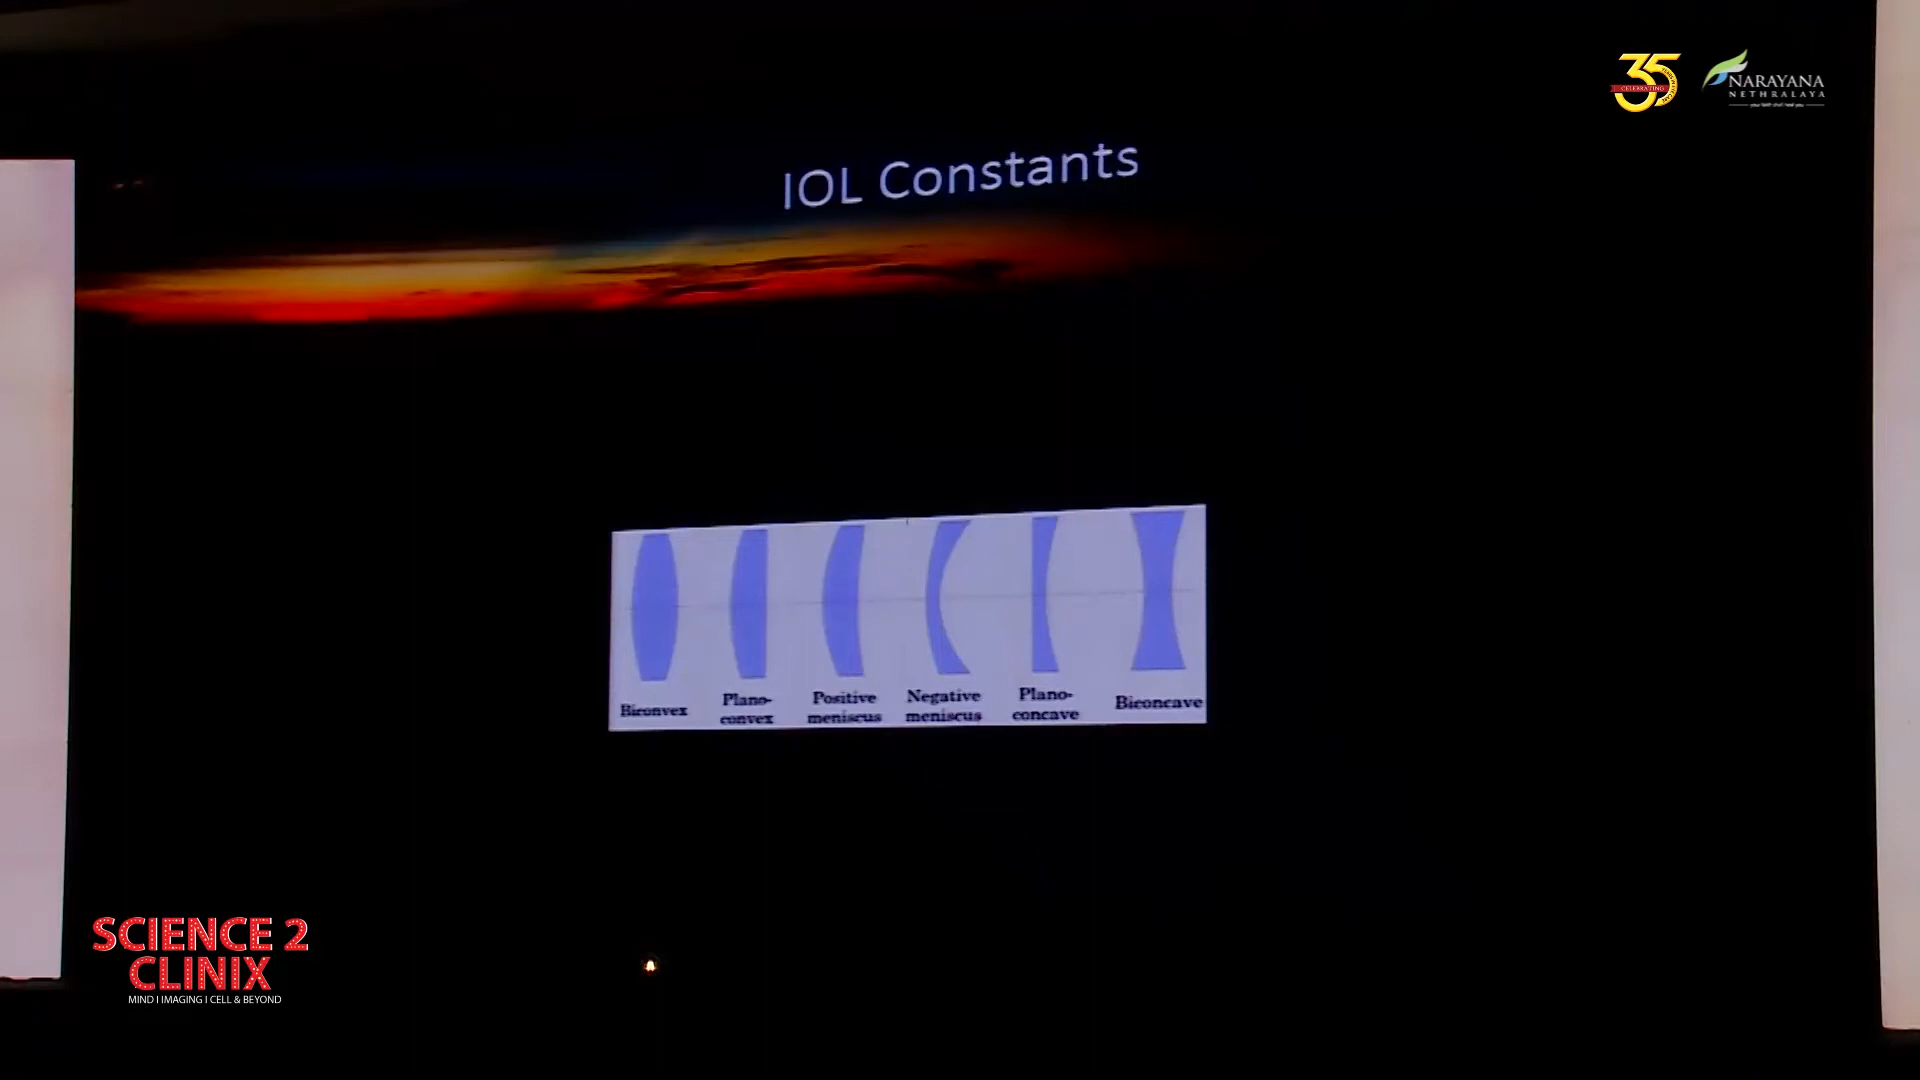 35
CELEBRATING
NARAYANA
NETHRALAYA
IOL Constants
Biconvex
Plano-
convex
Positive
meniscus
Negative
meniscus
Plano-
concave
Biconcave
SCIENCE 2
CLINIX
MIND I IMAGING I CELL & BEYOND